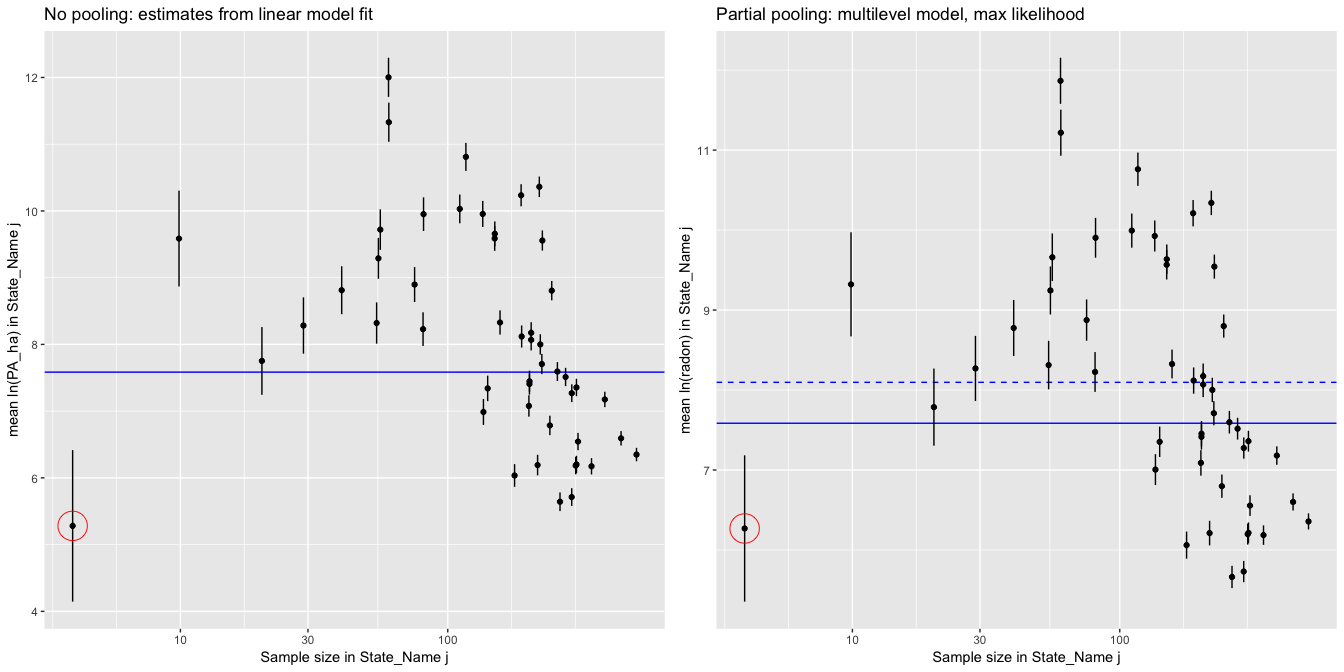 No pooling: estimates from linear model fit
mean ln(PA_ha) in State_Name j
12
10
8
6
4
10
30
100
Sample size in State_Name j
Partial pooling: multilevel model, max likelihood
mean ln(radon) in State_Name j
11
9
7
10
30
100
Sample size in State_Name j